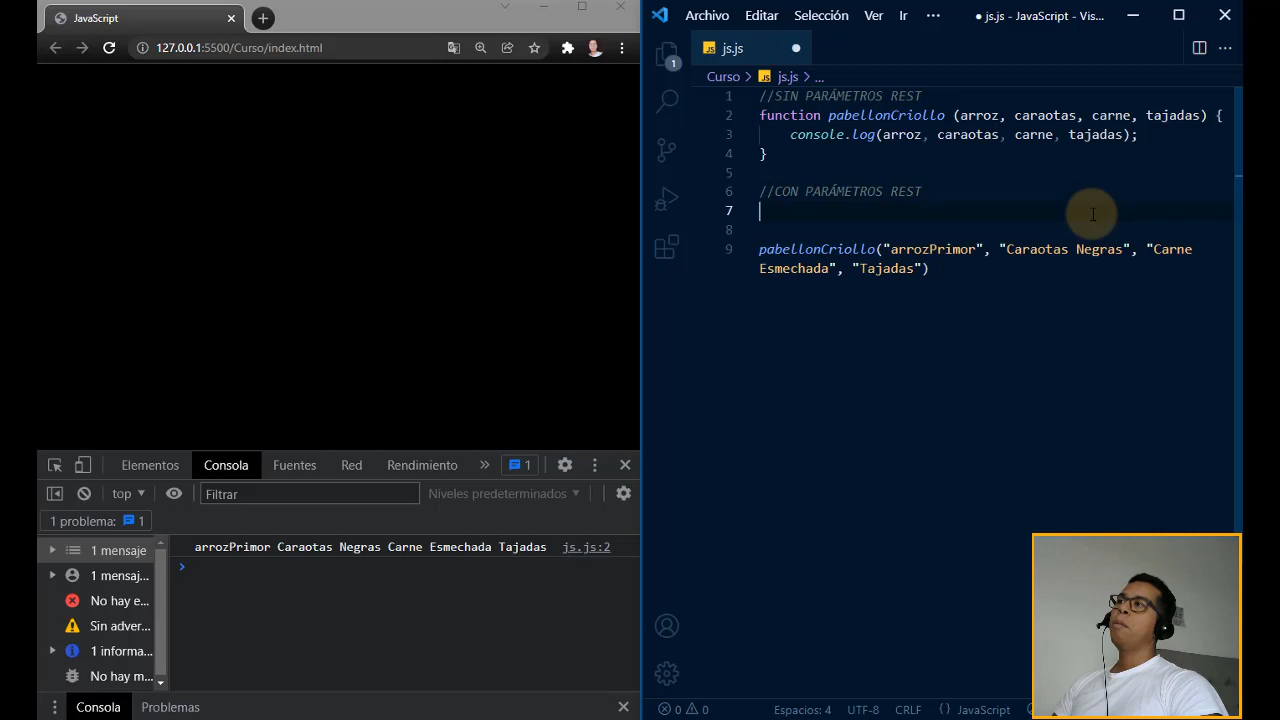 JavaScript
127.0.0.1:5500/Curso/index.html
Elementos Consola Fuentes Red Rendimiento » 1
top Filtrar Niveles predeterminados
1 problema: 1
1 mensaje
1 mensaj...
No hay e...
Sin adver...
1 informa...
No hay m...
arrozPrimor Caraotas Negras Carne Esmechada Tajadas js.js:2
>
Consola Problemas
Archivo Editar Selección Ver Ir ··· ● js.js - JavaScript - Vis...
1
JS js.js
Curso > JS js.js > ...
1 //SIN PARÁMETROS REST
2 function pabellonCriollo (arroz, caraotas, carne, tajadas) {
3 console.log(arroz, caraotas, carne, tajadas);
4 }
5
6 //CON PARÁMETROS REST
7
8
9 pabellonCriollo("arrozPrimor", "Caraotas Negras", "Carne
Esmechada", "Tajadas")
0 0 Espacios: 4 UTF-8 CRLF {} JavaScript